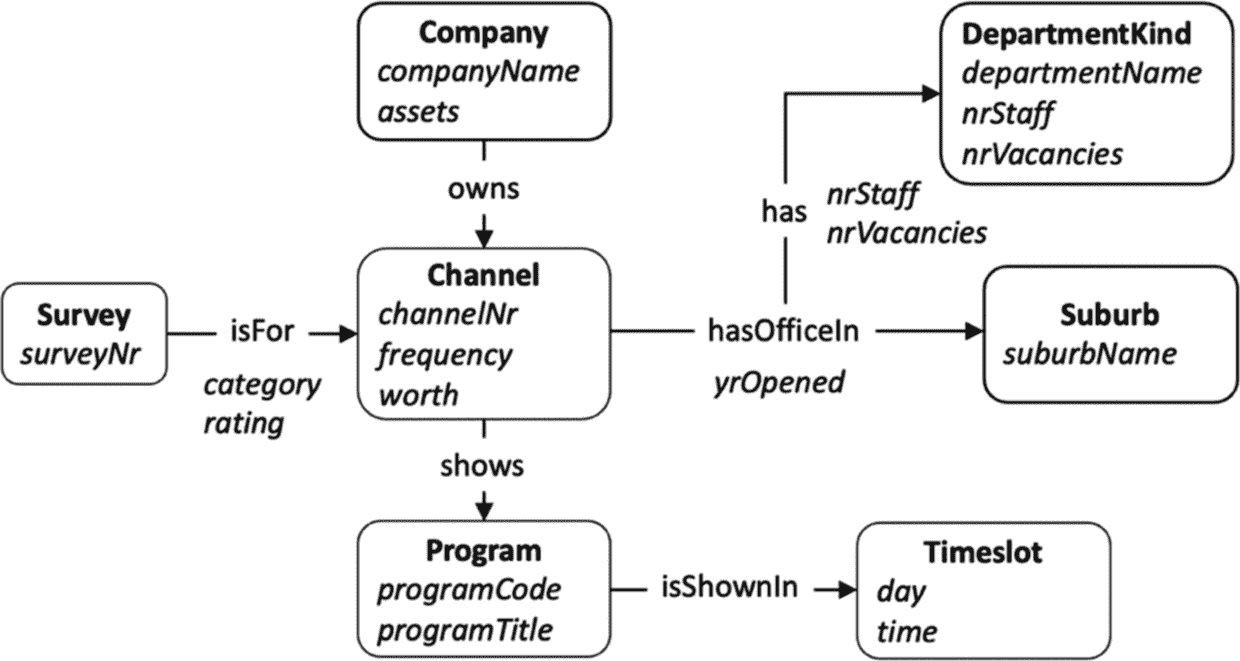 Company
companyName
assets
owns
DepartmentKind
departmentName
nrStaff
nrVacancies
has
nrStaff
nrVacancies
Survey
surveyNr
isFor
category
rating
Channel
channelNr
frequency
worth
hasOfficeIn
yrOpened
Suburb
suburbName
shows
Program
programCode
programTitle
isShownIn
Timeslot
day
time